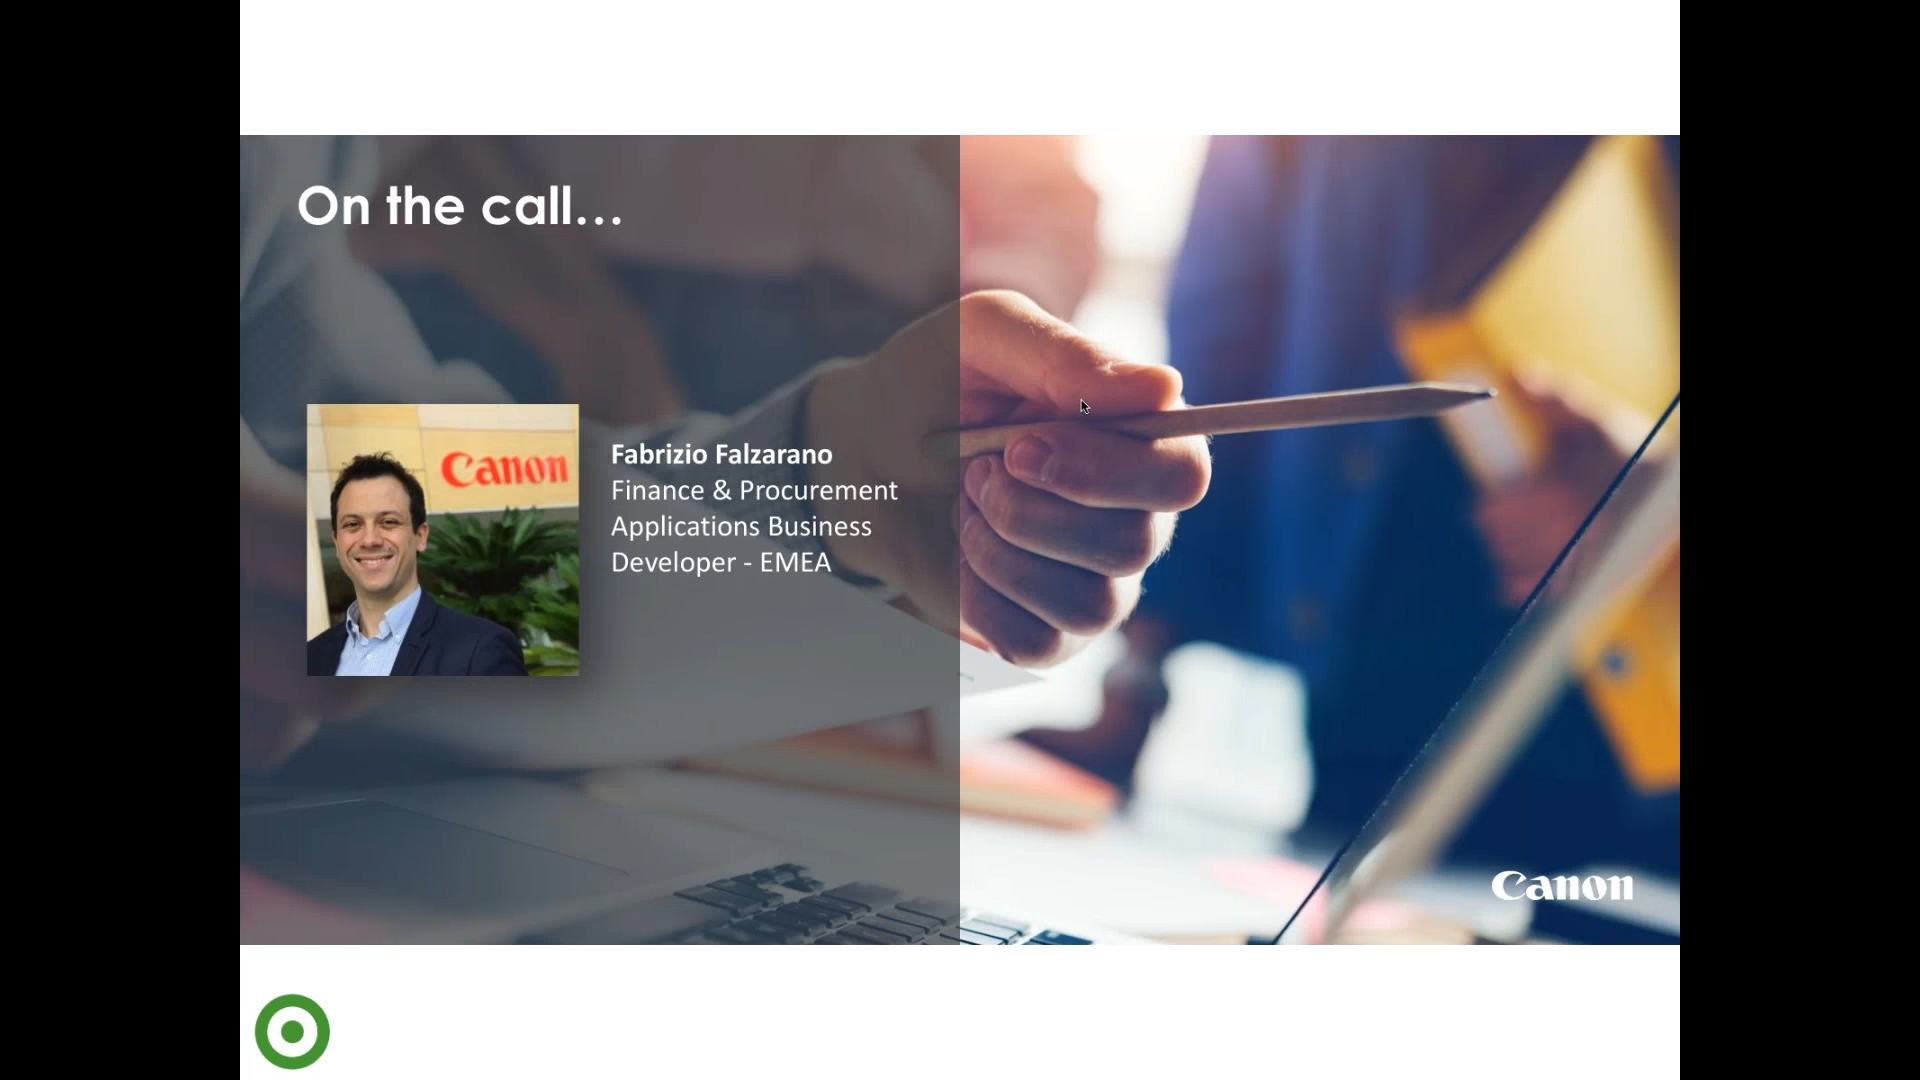 On the call...
Canon
Fabrizio Falzarano
Finance & Procurement
Applications Business
Developer - EMEA
Canon